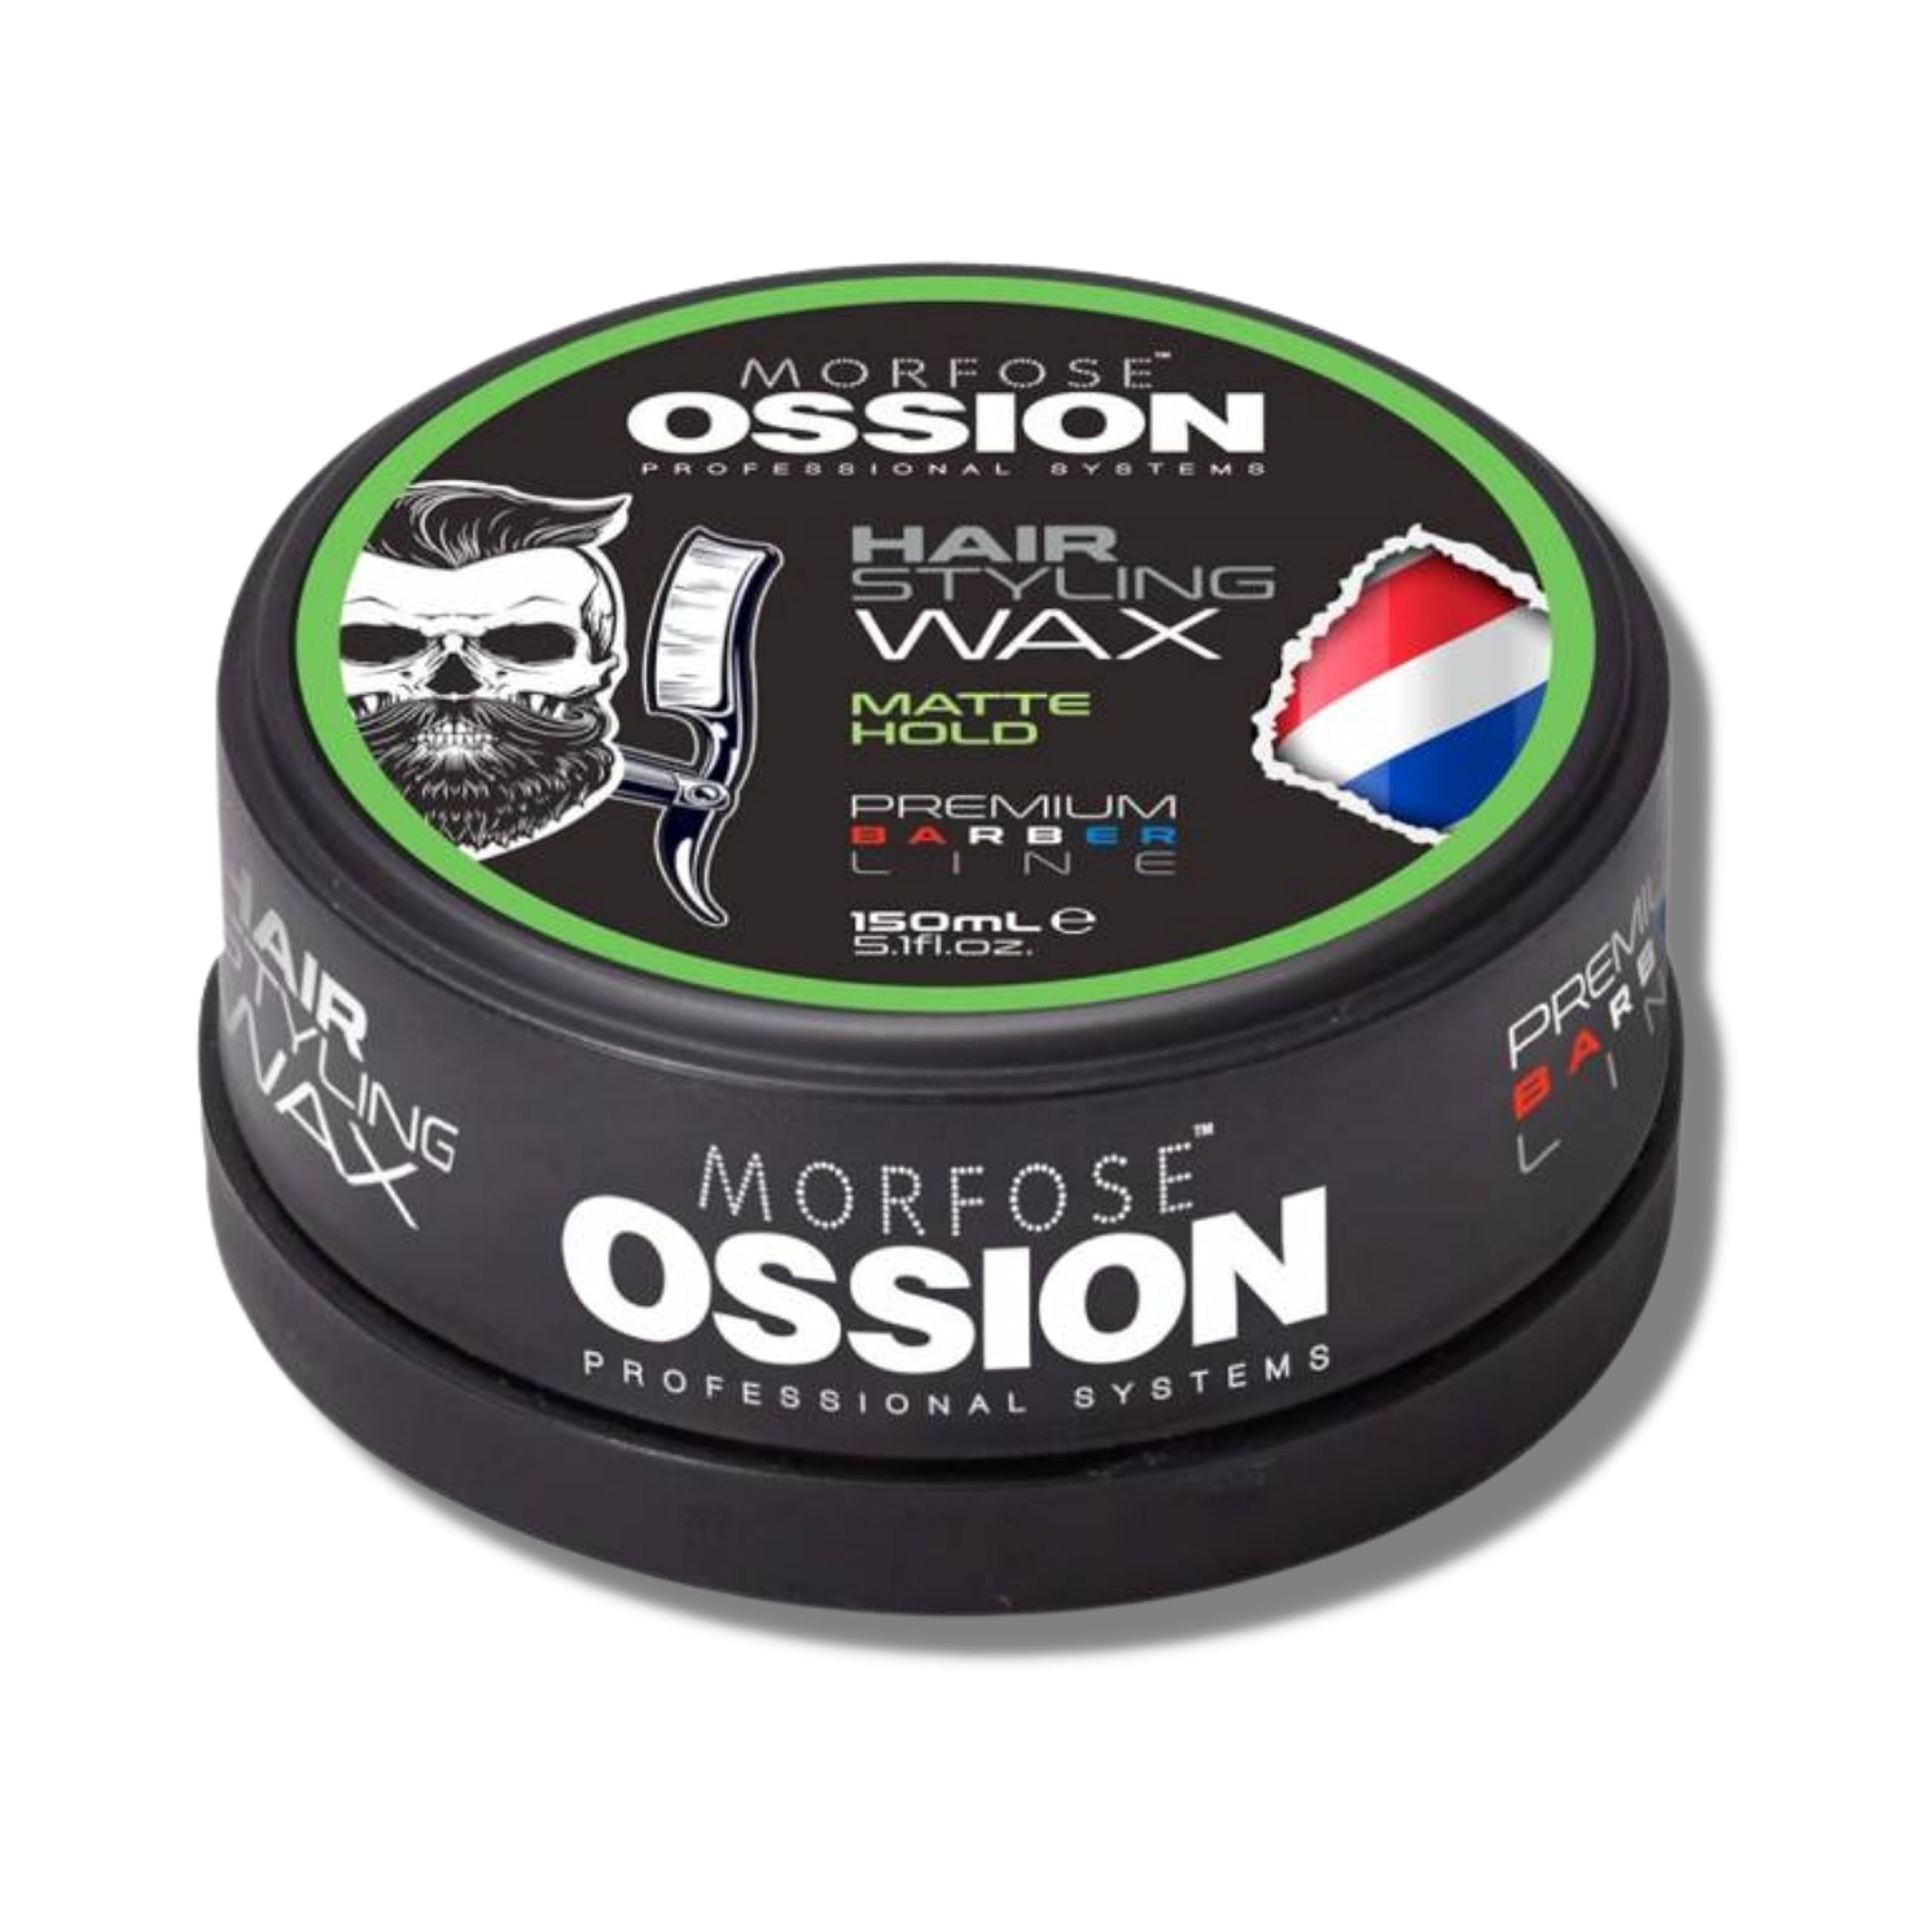 MORFOSE™
OSSION
PROFESSIONAL SYSTEMS
HAIR
STYLING
WAX
MATTE
HOLD
PREMIUM
BARBER
LINE
150mL ℮
5.1fl.oz.
HAIR
STYLING
WAX
MORFOSE™
OSSION
PROFESSIONAL SYSTEMS